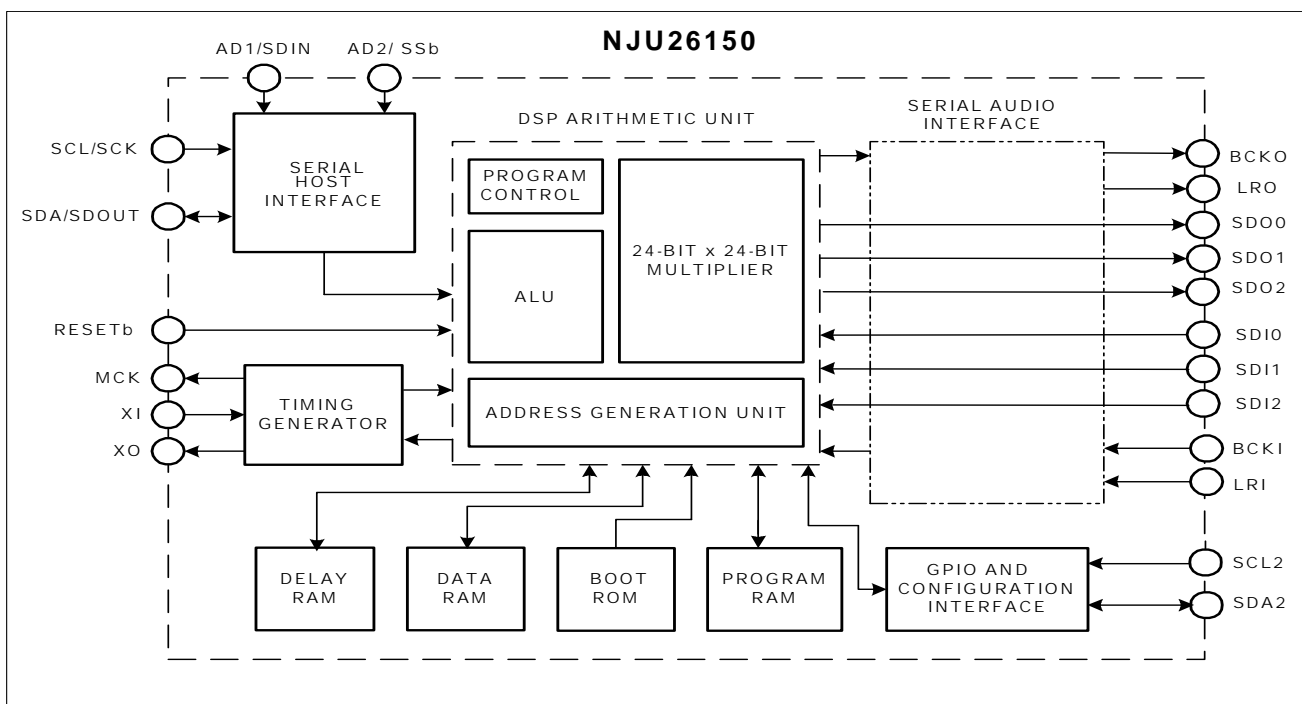 NJU26150
AD1/SDIN
AD2/ SSb
SCL/SCK
SDA/SDOUT
RESETb
MCK
XI
XO
SERIAL
HOST
INTERFACE
TIMING
GENERATOR
DSP ARITHMETIC UNIT
PROGRAM
CONTROL
ALU
24-BIT x 24-BIT
MULTIPLIER
ADDRESS GENERATION UNIT
SERIAL AUDIO
INTERFACE
BCKO
LRO
SDO0
SDO1
SDO2
SDI0
SDI1
SDI2
BCKI
LRI
SCL2
SDA2
DELAY
RAM
DATA
RAM
BOOT
ROM
PROGRAM
RAM
GPIO AND
CONFIGURATION
INTERFACE